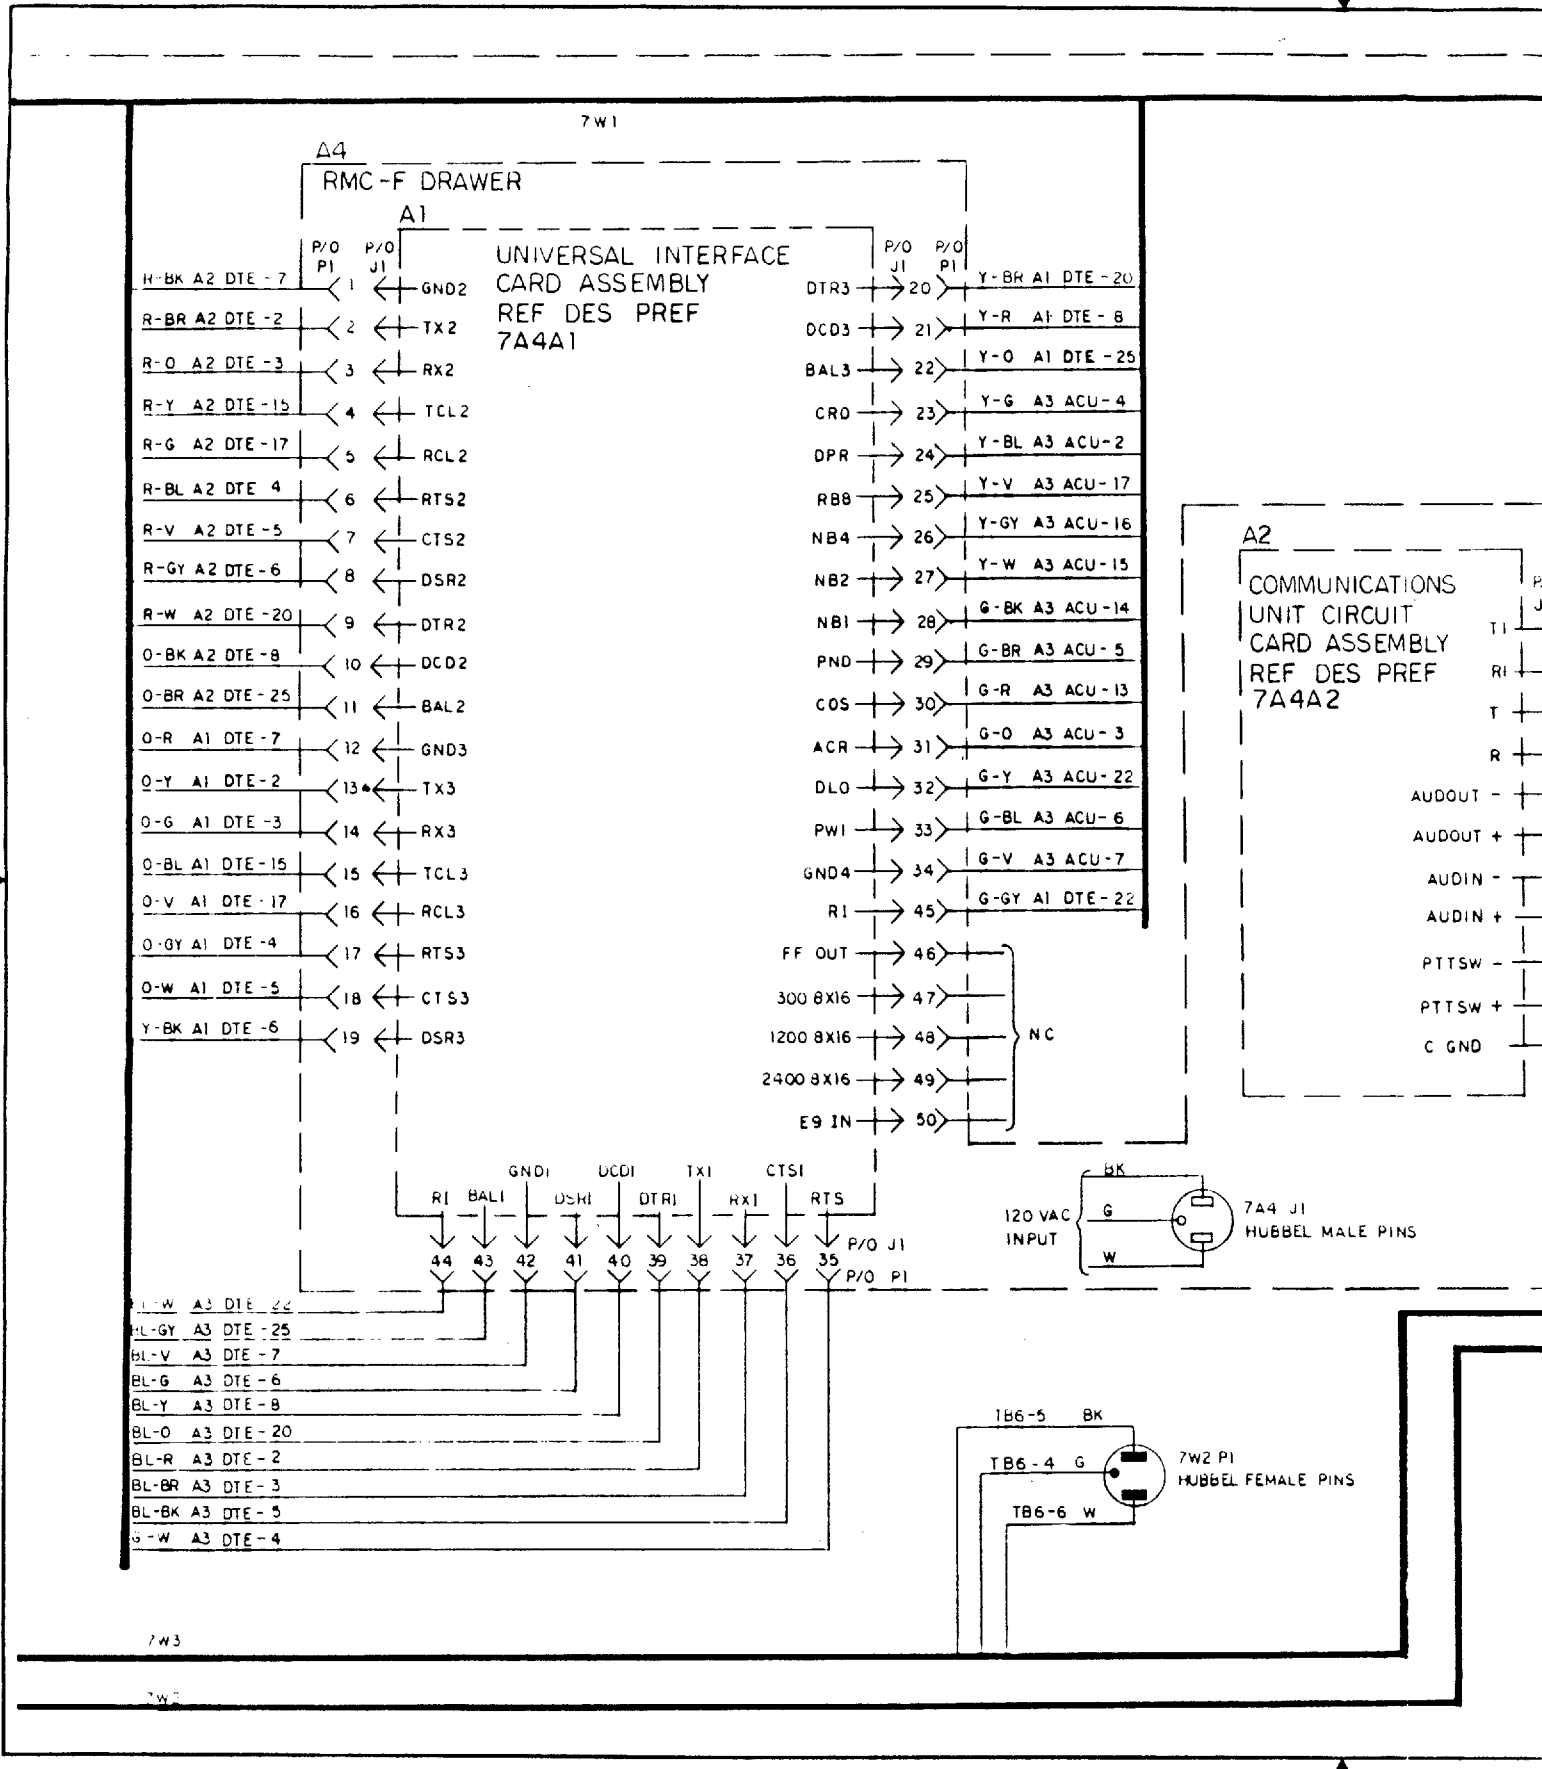 7W1
A4
RMC-F DRAWER
A1
UNIVERSAL INTERFACE
CARD ASSEMBLY
REF DES PREF
7A4A1
P/O P1
P/O J1
P/O J1
P/O P1
R-BK A2 DTE-7 1 GND2
R-BR A2 DTE-2 2 TX2
R-O A2 DTE-3 3 RX2
R-Y A2 DTE-15 4 TCL2
R-G A2 DTE-17 5 RCL2
R-BL A2 DTE 4 6 RTS2
R-V A2 DTE-5 7 CTS2
R-GY A2 DTE-6 8 DSR2
R-W A2 DTE-20 9 DTR2
O-BK A2 DTE-8 10 DCD2
O-BR A2 DTE-25 11 BAL2
O-R A1 DTE-7 12 GND3
O-Y A1 DTE-2 13 TX3
O-G A1 DTE-3 14 RX3
O-BL A1 DTE-15 15 TCL3
O-V A1 DTE-17 16 RCL3
O-GY A1 DTE-4 17 RTS3
O-W A1 DTE-5 18 CTS3
Y-BK A1 DTE-6 19 DSR3
DTR3 20 Y-BR A1 DTE-20
DCD3 21 Y-R A1 DTE-8
BAL3 22 Y-O A1 DTE-25
CRO 23 Y-G A3 ACU-4
DPR 24 Y-BL A3 ACU-2
RB8 25 Y-V A3 ACU-17
NB4 26 Y-GY A3 ACU-16
NB2 27 Y-W A3 ACU-15
NB1 28 G-BK A3 ACU-14
PND 29 G-BR A3 ACU-5
COS 30 G-R A3 ACU-13
ACR 31 G-O A3 ACU-3
DLO 32 G-Y A3 ACU-22
PWI 33 G-BL A3 ACU-6
GND4 34 G-V A3 ACU-7
RI 45 G-GY A1 DTE-22
FF OUT 46
300 8X16 47
1200 8X16 48
2400 8X16 49
E9 IN 50
NC
A2
COMMUNICATIONS
UNIT CIRCUIT
CARD ASSEMBLY
REF DES PREF
7A4A2
T1
R1
T
R
AUDOUT -
AUDOUT +
AUDIN -
AUDIN +
PTTSW -
PTTSW +
C GND
GND1 DCD1 TX1 CTS1
RI BAL1 DSR1 DTR1 RX1 RTS
P/O J1
44 43 42 41 40 39 38 37 36 35
P/O P1
W A3 DTE-22
BL-GY A3 DTE-25
BL-V A3 DTE-7
BL-G A3 DTE-6
BL-Y A3 DTE-8
BL-O A3 DTE-20
BL-R A3 DTE-2
BL-BR A3 DTE-3
BL-BK A3 DTE-5
G-W A3 DTE-4
120 VAC
INPUT
BK
G
W
7A4 J1
HUBBEL MALE PINS
TB6-5 BK
TB6-4 G
TB6-6 W
7W2 P1
HUBBEL FEMALE PINS
7W3